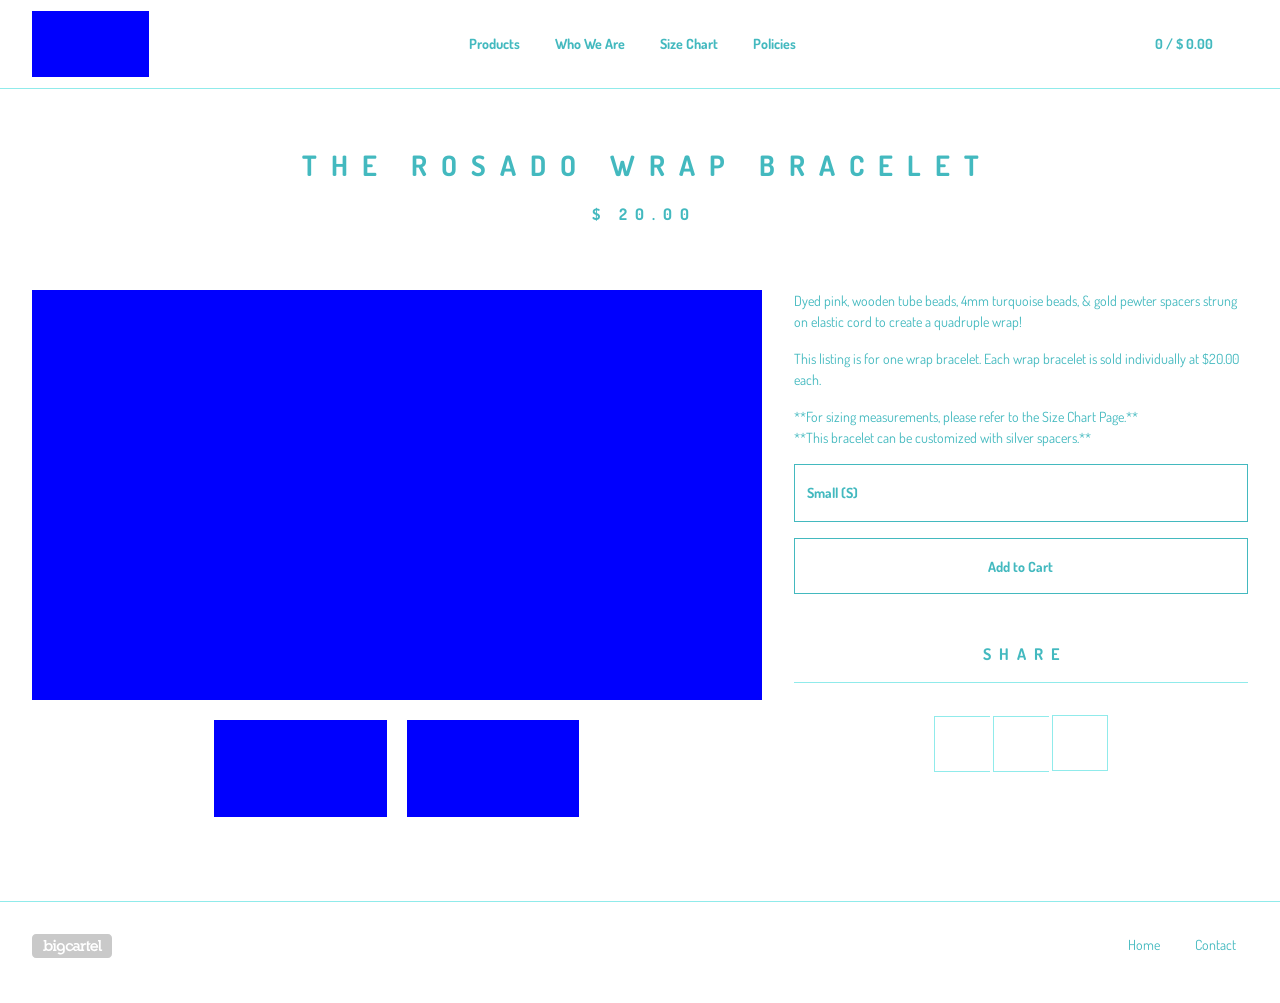 Products
Who We Are
Size Chart
Policies
0 / $ 0.00
THE ROSADO WRAP BRACELET
$ 20.00
Dyed pink, wooden tube beads, 4mm turquoise beads, & gold pewter spacers strung
on elastic cord to create a quadruple wrap!
This listing is for one wrap bracelet. Each wrap bracelet is sold individually at $20.00
each.
**For sizing measurements, please refer to the Size Chart Page.**
**This bracelet can be customized with silver spacers.**
Small (S)
Add to Cart
SHARE
bigcartel
Home
Contact